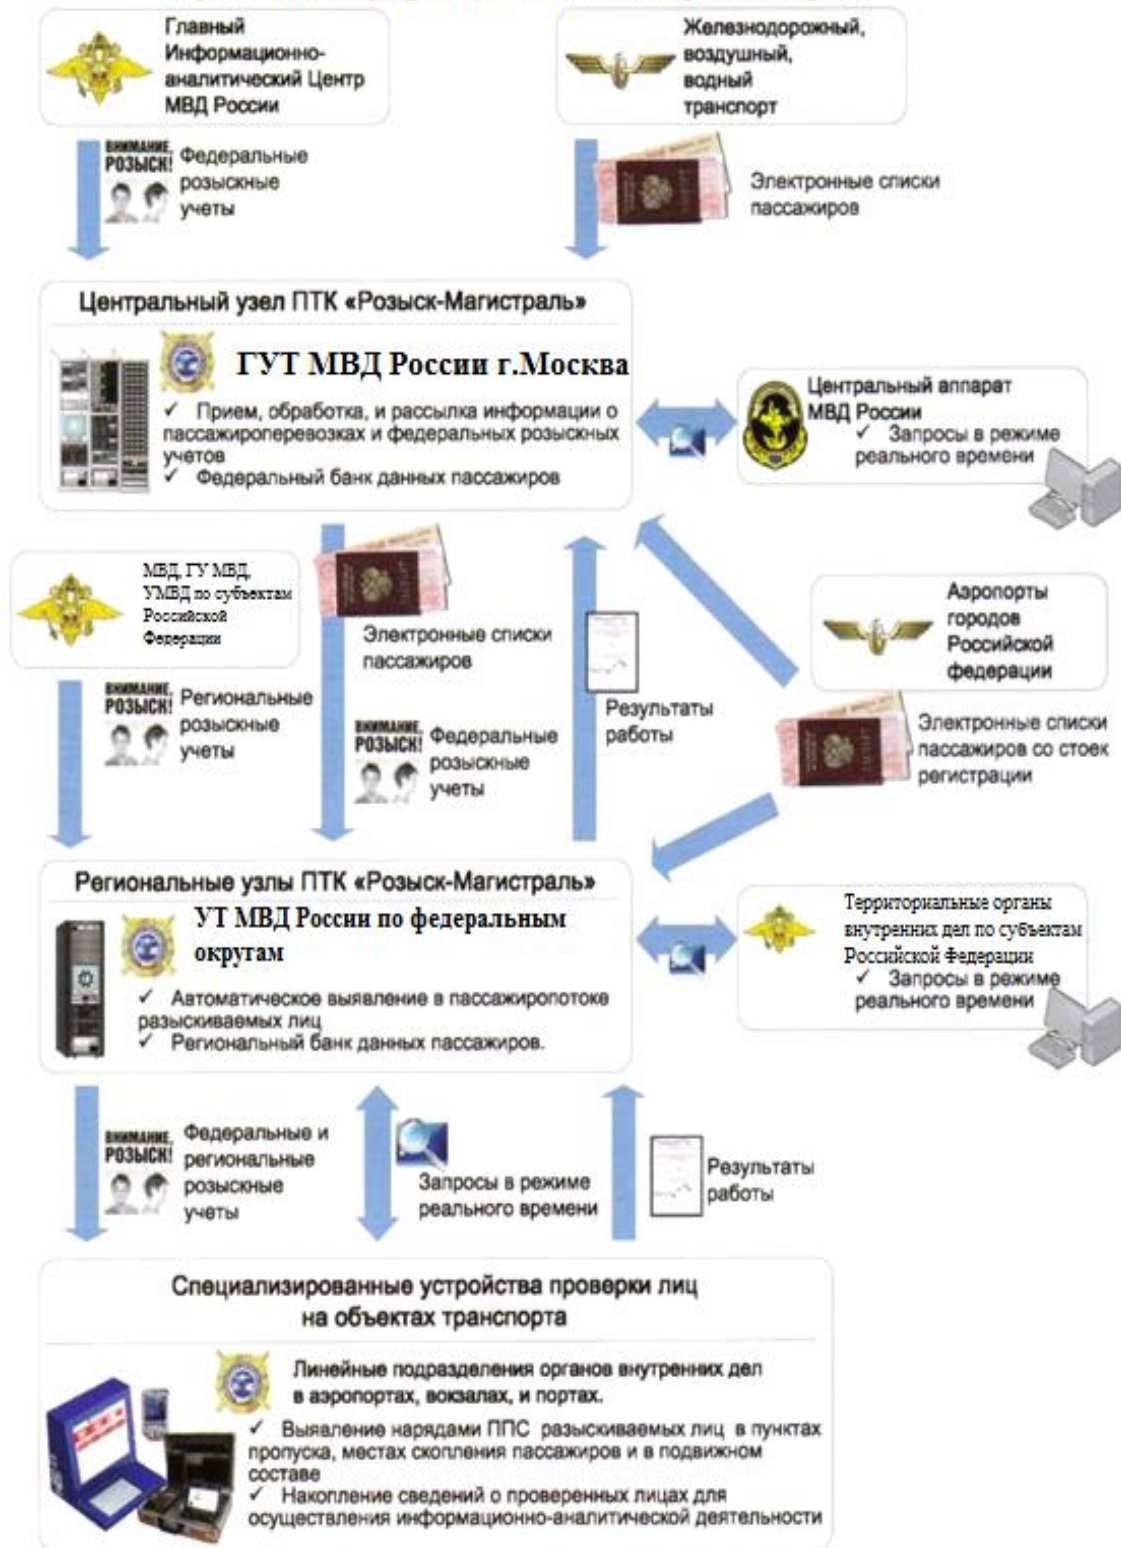 Главный
Информационно-
аналитический Центр
МВД России
Железнодорожный,
воздушный,
водный
транспорт
ВНИМАНИЕ,
РОЗЫСК!
Федеральные
розыскные
учеты
Электронные списки
пассажиров
Центральный узел ПТК «Розыск-Магистраль»
ГУТ МВД России г.Москва
✓ Прием, обработка, и рассылка информации о
пассажироперевозках и федеральных розыскных
учетов
✓ Федеральный банк данных пассажиров
Центральный аппарат
МВД России
✓ Запросы в режиме
реального времени
МВД, ГУ МВД,
УМВД по субъектам
Российской
Федерации
Электронные списки
пассажиров
Аэропорты
городов
Российской
федерации
ВНИМАНИЕ,
РОЗЫСК!
Региональные
розыскные
учеты
ВНИМАНИЕ,
РОЗЫСК!
Федеральные
розыскные
учеты
Результаты
работы
Электронные списки
пассажиров со стоек
регистрации
Региональные узлы ПТК «Розыск-Магистраль»
УТ МВД России по федеральным
округам
✓ Автоматическое выявление в пассажиропотоке
разыскиваемых лиц
✓ Региональный банк данных пассажиров.
Территориальные органы
внутренних дел по субъектам
Российской Федерации
✓ Запросы в режиме
реального времени
ВНИМАНИЕ,
РОЗЫСК!
Федеральные и
региональные
розыскные
учеты
Запросы в режиме
реального времени
Результаты
работы
Специализированные устройства проверки лиц
на объектах транспорта
Линейные подразделения органов внутренних дел
в аэропортах, вокзалах, и портах.
✓ Выявление нарядами ППС разыскиваемых лиц в пунктах
пропуска, местах скопления пассажиров и в подвижном
составе
✓ Накопление сведений о проверенных лицах для
осуществления информационно-аналитической деятельности